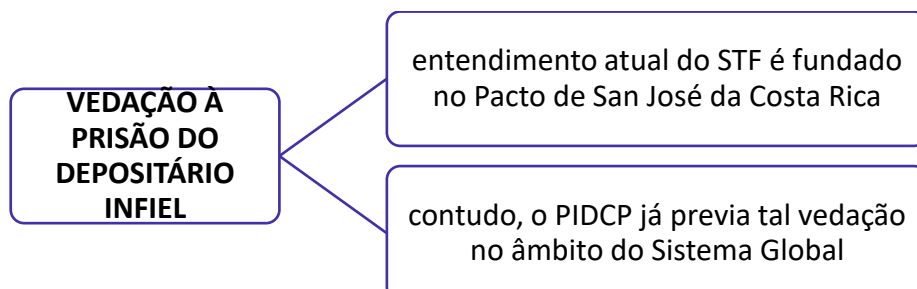 VEDAÇÃO À
PRISÃO DO
DEPOSITÁRIO
INFIEL
entendimento atual do STF é fundado
no Pacto de San José da Costa Rica
contudo, o PIDCP já previa tal vedação
no âmbito do Sistema Global